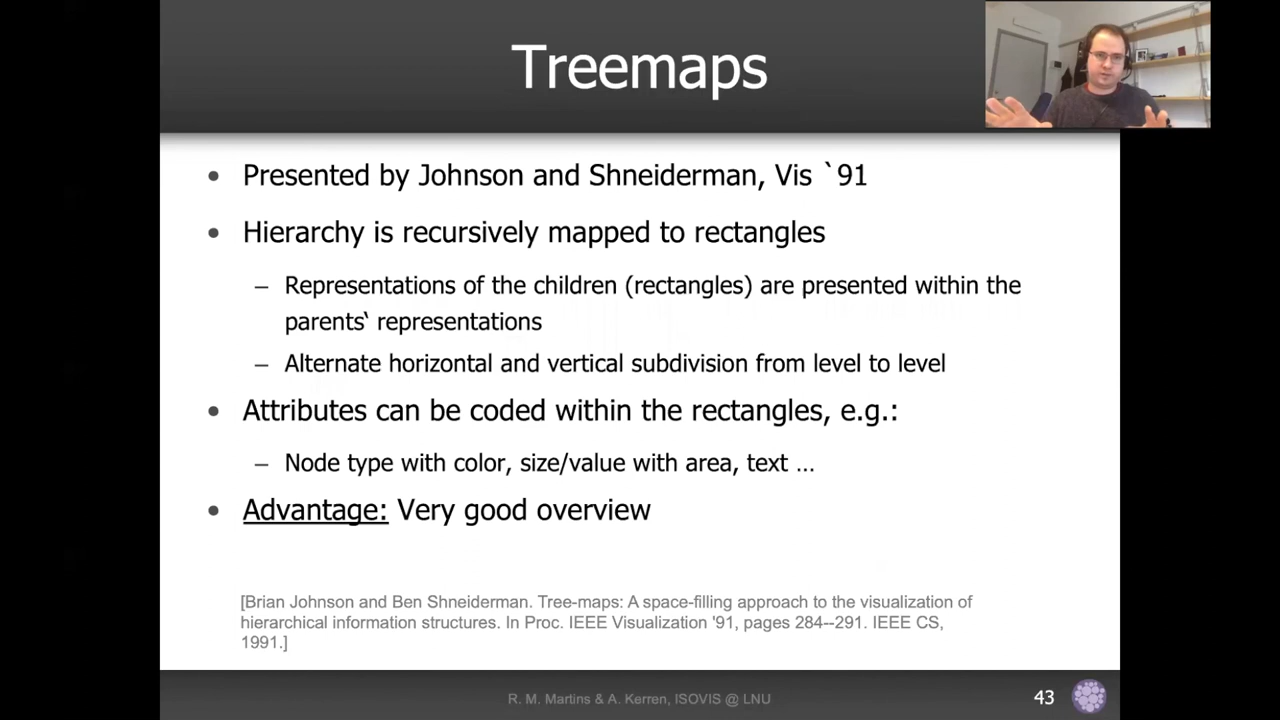 Treemaps
• Presented by Johnson and Shneiderman, Vis `91
• Hierarchy is recursively mapped to rectangles
– Representations of the children (rectangles) are presented within the
parents‘ representations
– Alternate horizontal and vertical subdivision from level to level
• Attributes can be coded within the rectangles, e.g.:
– Node type with color, size/value with area, text ...
• Advantage: Very good overview
[Brian Johnson and Ben Shneiderman. Tree-maps: A space-filling approach to the visualization of
hierarchical information structures. In Proc. IEEE Visualization '91, pages 284--291. IEEE CS,
1991.]
R. M. Martins & A. Kerren, ISOVIS @ LNU
43